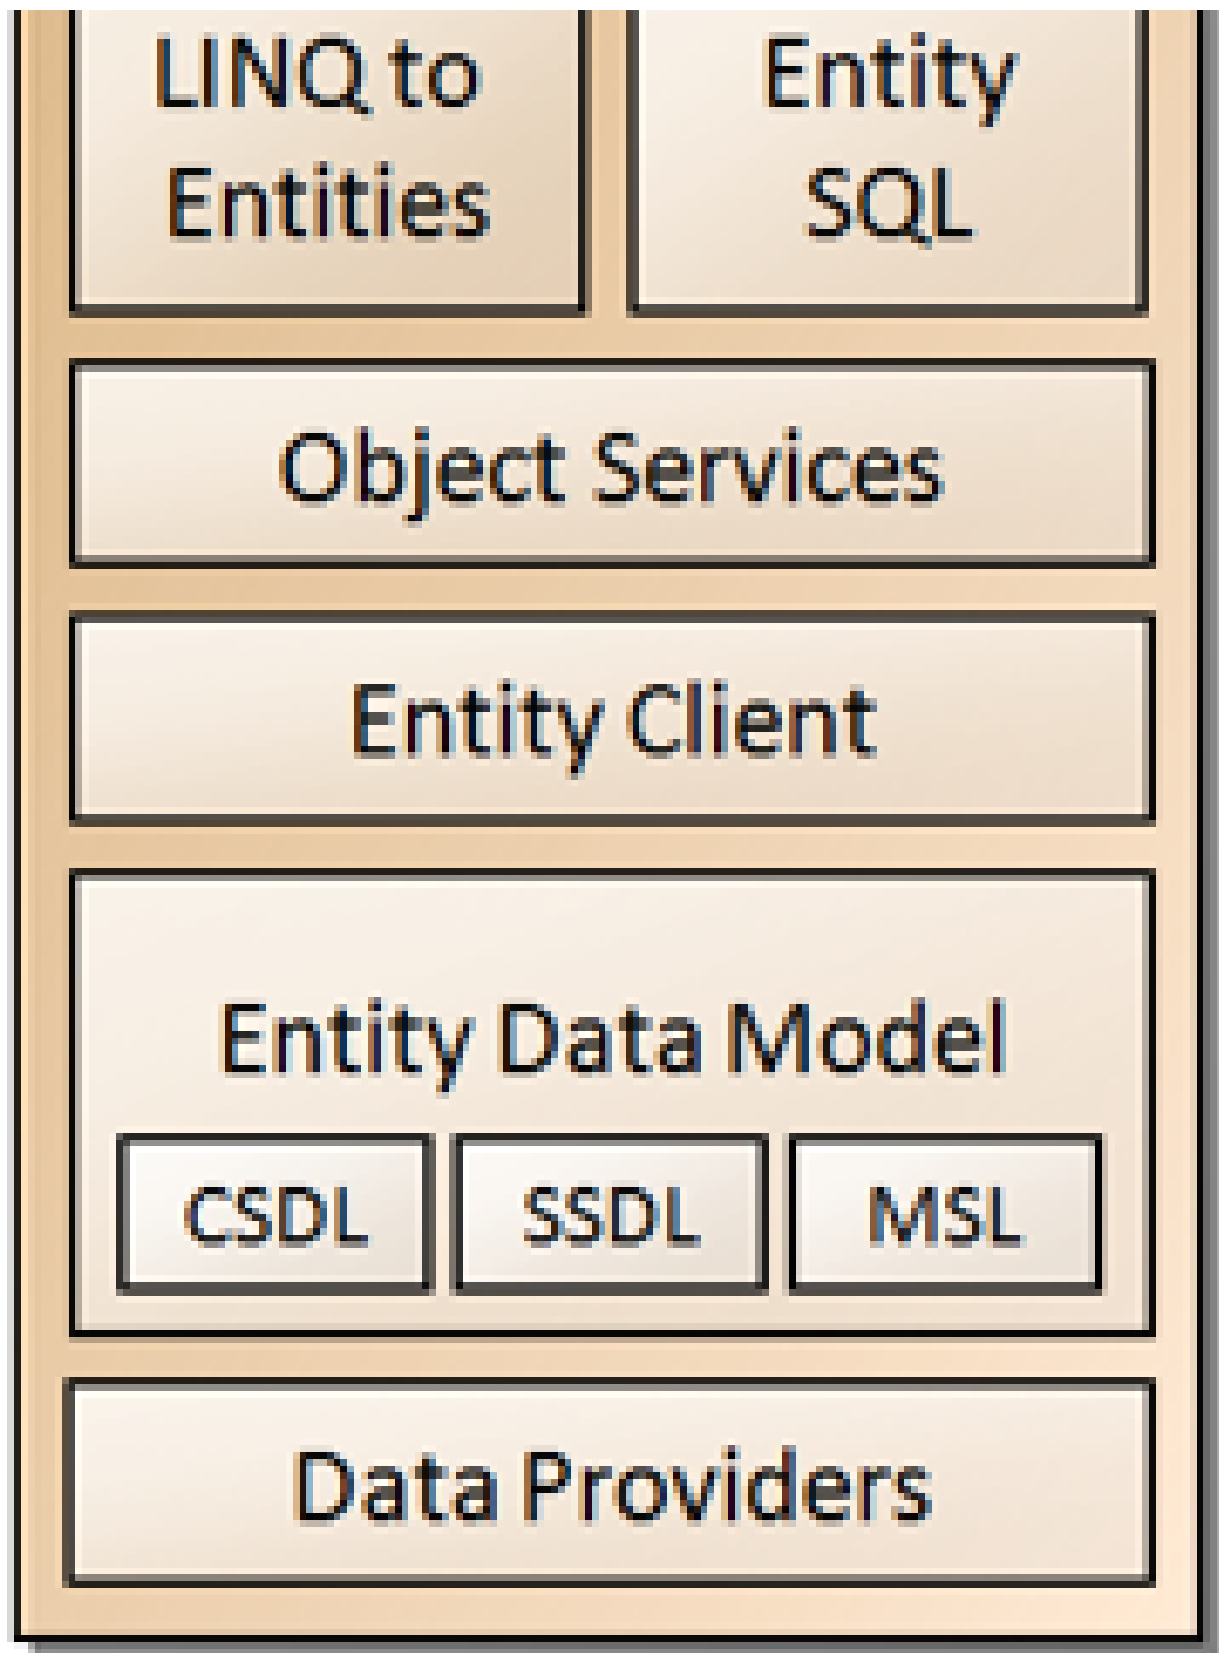 LINQ to
Entities
Entity
SQL
Object Services
Entity Client
Entity Data Model
CSDL
SSDL
MSL
Data Providers